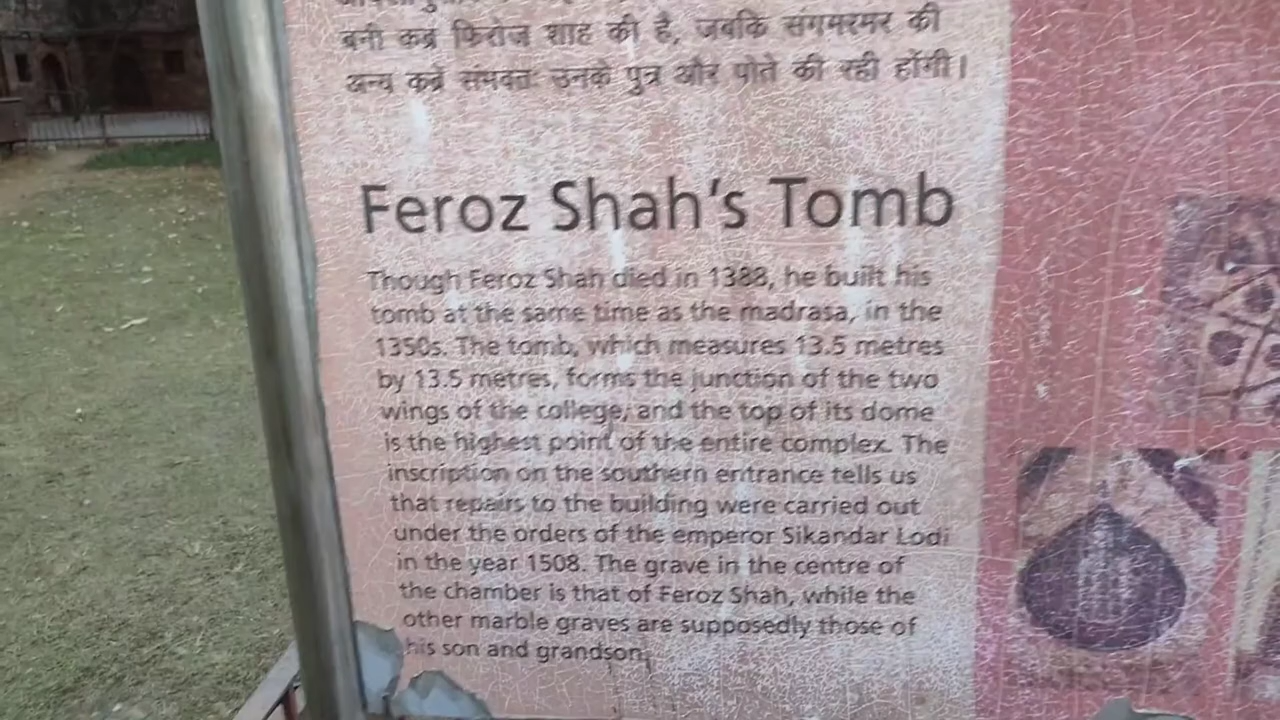 बनी कब्र फिरोज शाह की है, जबकि संगमरमर की
अन्य कब्रें संभवतः उनके पुत्र और पोते की रही होंगी।
Feroz Shah's Tomb
Though Feroz Shah died in 1388, he built his
tomb at the same time as the madrasa, in the
1350s. The tomb, which measures 13.5 metres
by 13.5 metres, forms the junction of the two
wings of the college, and the top of its dome
is the highest point of the entire complex. The
inscription on the southern entrance tells us
that repairs to the building were carried out
under the orders of the emperor Sikandar Lodi
in the year 1508. The grave in the centre of
the chamber is that of Feroz Shah, while the
other marble graves are supposedly those of
his son and grandson.